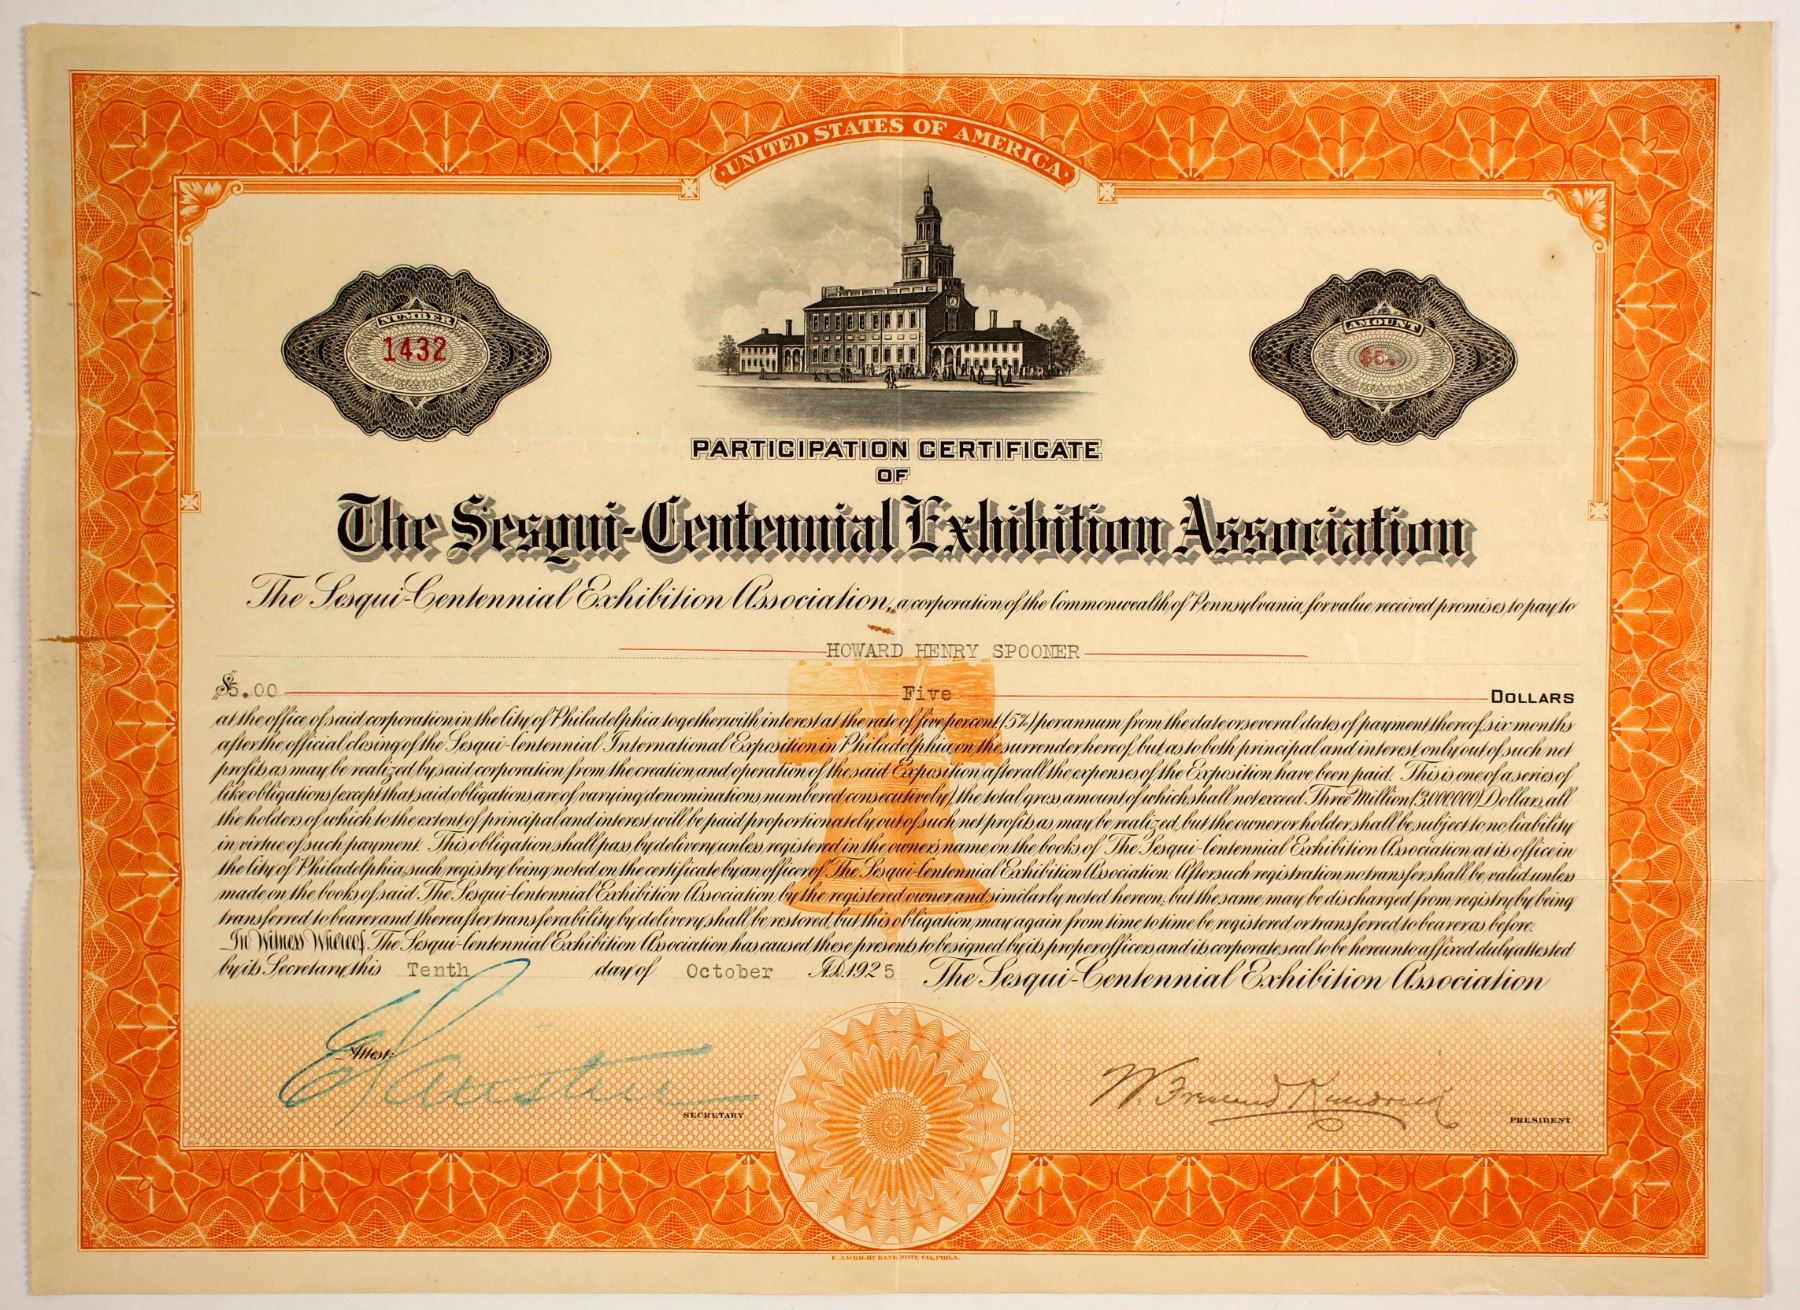 UNITED STATES OF AMERICA
NUMBER
1432
AMOUNT
$5.
PARTICIPATION CERTIFICATE
OF
The Sesqui-Centennial Exhibition Association
The Sesqui-Centennial Exhibition Association, a corporation of the Commonwealth of Pennsylvania, for value received promises to pay to
HOWARD HENRY SPOONER
$5.00 Five DOLLARS
at the office of said corporation in the City of Philadelphia together with interest at the rate of five percent (5%) per annum from the date or several dates of payment thereof, six months
after the official closing of the Sesqui-Centennial International Exposition in Philadelphia, on the surrender hereof, but, as to both principal and interest, only out of such net
profits as may be realized by said corporation from the creation and operation of the said Exposition after all the expenses of the Exposition have been paid. This is one of a series of
like obligations (except that said obligations are of varying denominations numbered consecutively), the total gross amount of which shall not exceed Three Million (3,000,000) Dollars, all
the holders of which to the extent of principal and interest will be paid proportionately out of such net profits as may be realized, but the owner or holder shall be subject to no liability
in virtue of such payment. This obligation shall pass by delivery unless registered in the owner's name on the books of The Sesqui-Centennial Exhibition Association at its office in
the City of Philadelphia, such registry being noted on the certificate by an officer of The Sesqui-Centennial Exhibition Association. After such registration no transfer shall be valid unless
made on the books of said The Sesqui-Centennial Exhibition Association by the registered owner and similarly noted hereon, but the same may be discharged from registry by being
transferred to bearer and thereafter transferability by delivery shall be restored, but this obligation may again from time to time be registered or transferred to bearer as before.
In Witness Whereof, The Sesqui-Centennial Exhibition Association has caused these presents to be signed by its proper officers and its corporate seal to be hereunto affixed duly attested
by its Secretary, this Tenth day of October A.D. 1925 The Sesqui-Centennial Exhibition Association
Attest:
SECRETARY
W. Freeland Kendrick
PRESIDENT
E. A. WRIGHT BANK NOTE CO., PHILA.